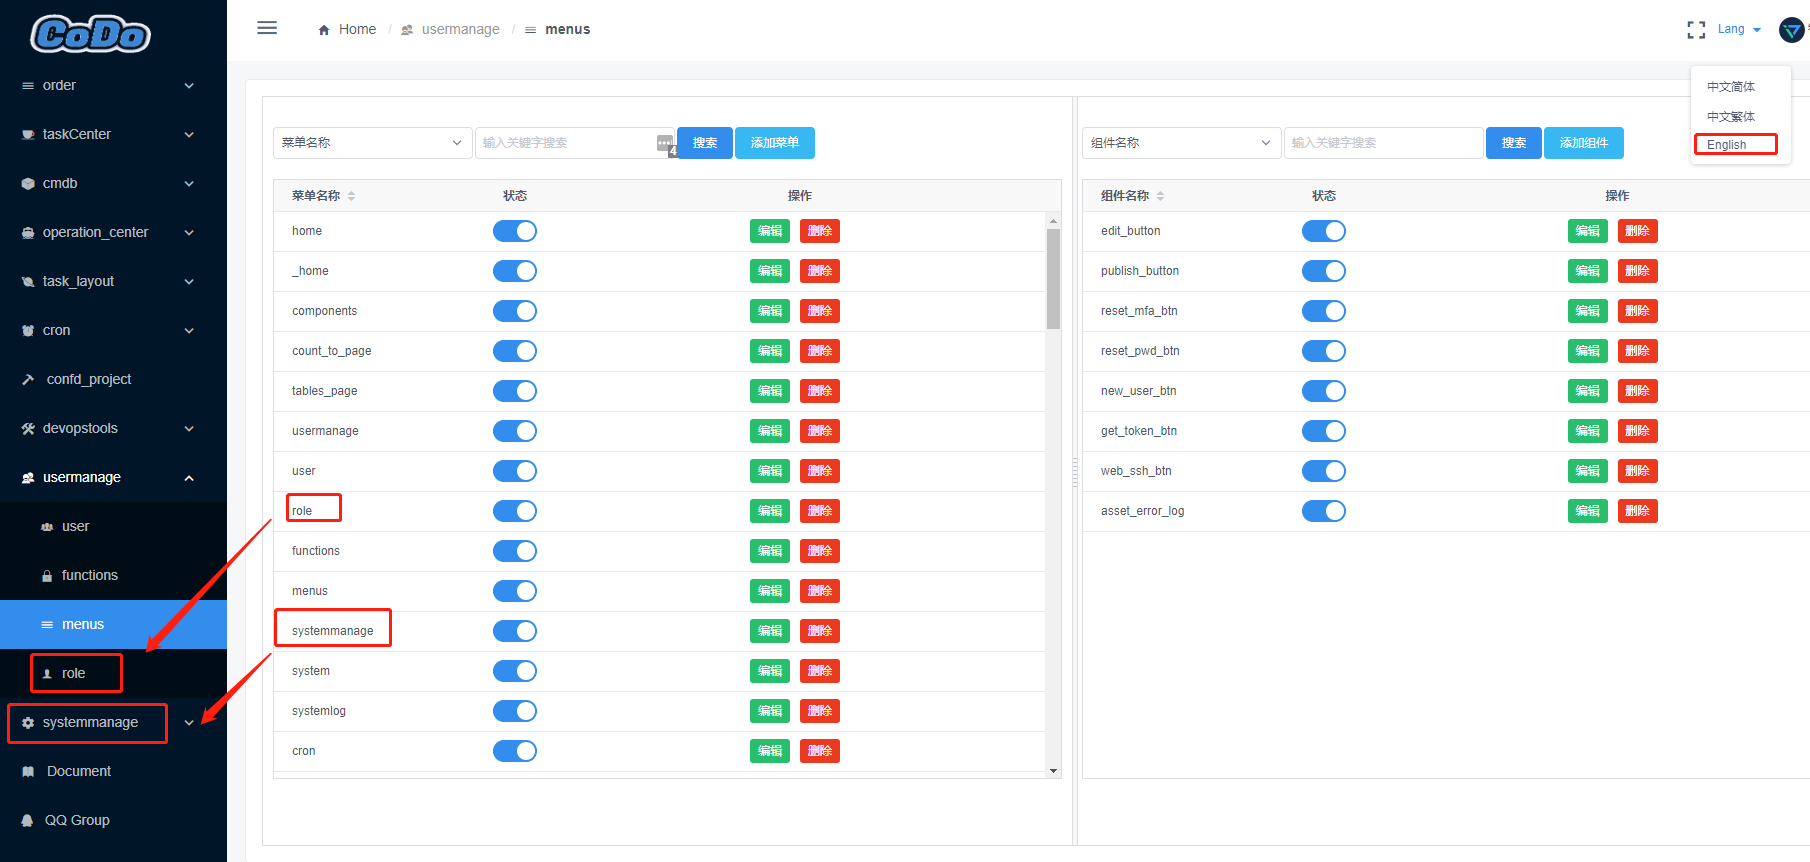 CoDo
order
taskCenter
cmdb
operation_center
task_layout
cron
confd_project
devopstools
usermanage
user
functions
menus
role
systemmanage
Document
QQ Group
Home / usermanage / menus
Lang
中文简体
中文繁体
English
菜单名称 输入关键字搜索 4 搜索 添加菜单
菜单名称 状态 操作
home 编辑 删除
_home 编辑 删除
components 编辑 删除
count_to_page 编辑 删除
tables_page 编辑 删除
usermanage 编辑 删除
user 编辑 删除
role 编辑 删除
functions 编辑 删除
menus 编辑 删除
systemmanage 编辑 删除
system 编辑 删除
systemlog 编辑 删除
cron 编辑 删除
组件名称 输入关键字搜索 搜索 添加组件
组件名称 状态 操作
edit_button 编辑 删除
publish_button 编辑 删除
reset_mfa_btn 编辑 删除
reset_pwd_btn 编辑 删除
new_user_btn 编辑 删除
get_token_btn 编辑 删除
web_ssh_btn 编辑 删除
asset_error_log 编辑 删除